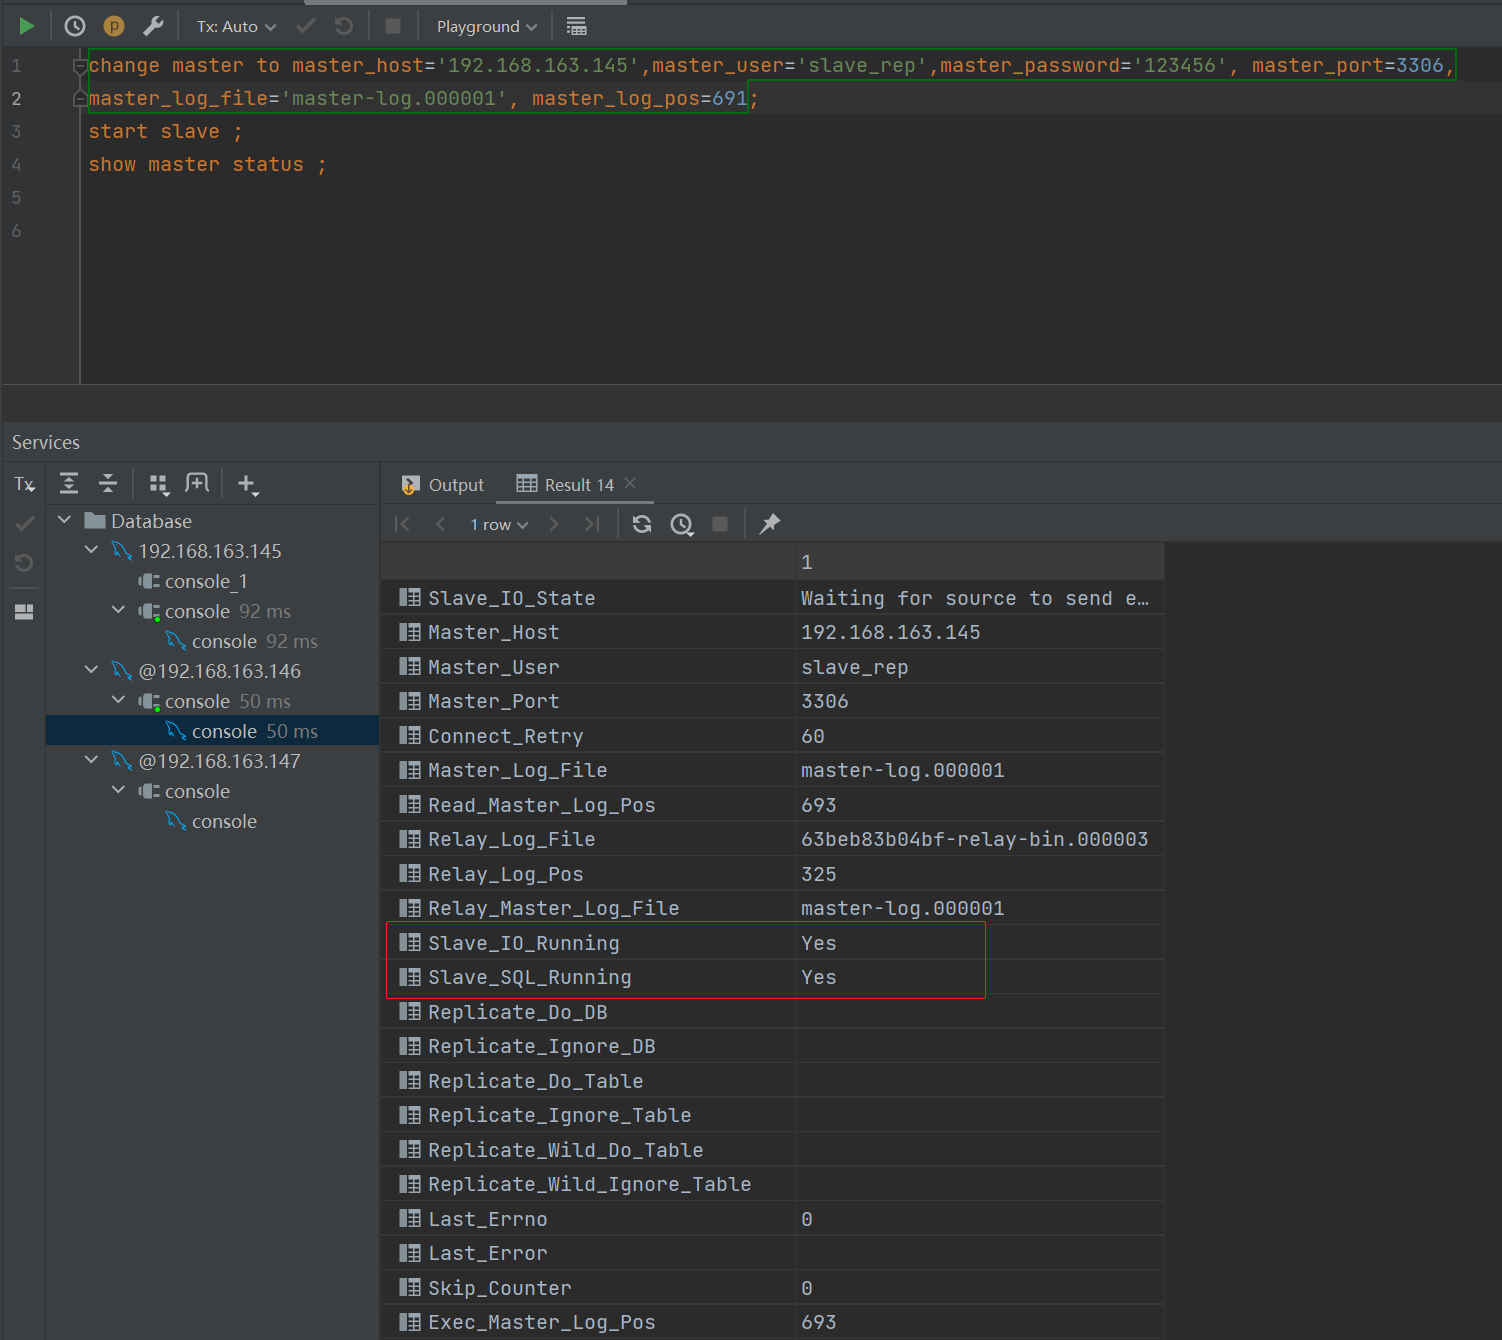 Tx: Auto
Playground
1 change master to master_host='192.168.163.145',master_user='slave_rep',master_password='123456', master_port=3306,
2 master_log_file='master-log.000001', master_log_pos=691;
3 start slave ;
4 show master status ;
5
6
Services
Tx
Output
Result 14
Database
1 row
192.168.163.145
console_1
console 92 ms
console 92 ms
@192.168.163.146
console 50 ms
console 50 ms
@192.168.163.147
console
console
1
Slave_IO_State Waiting for source to send e…
Master_Host 192.168.163.145
Master_User slave_rep
Master_Port 3306
Connect_Retry 60
Master_Log_File master-log.000001
Read_Master_Log_Pos 693
Relay_Log_File 63beb83b04bf-relay-bin.000003
Relay_Log_Pos 325
Relay_Master_Log_File master-log.000001
Slave_IO_Running Yes
Slave_SQL_Running Yes
Replicate_Do_DB
Replicate_Ignore_DB
Replicate_Do_Table
Replicate_Ignore_Table
Replicate_Wild_Do_Table
Replicate_Wild_Ignore_Table
Last_Errno 0
Last_Error
Skip_Counter 0
Exec_Master_Log_Pos 693